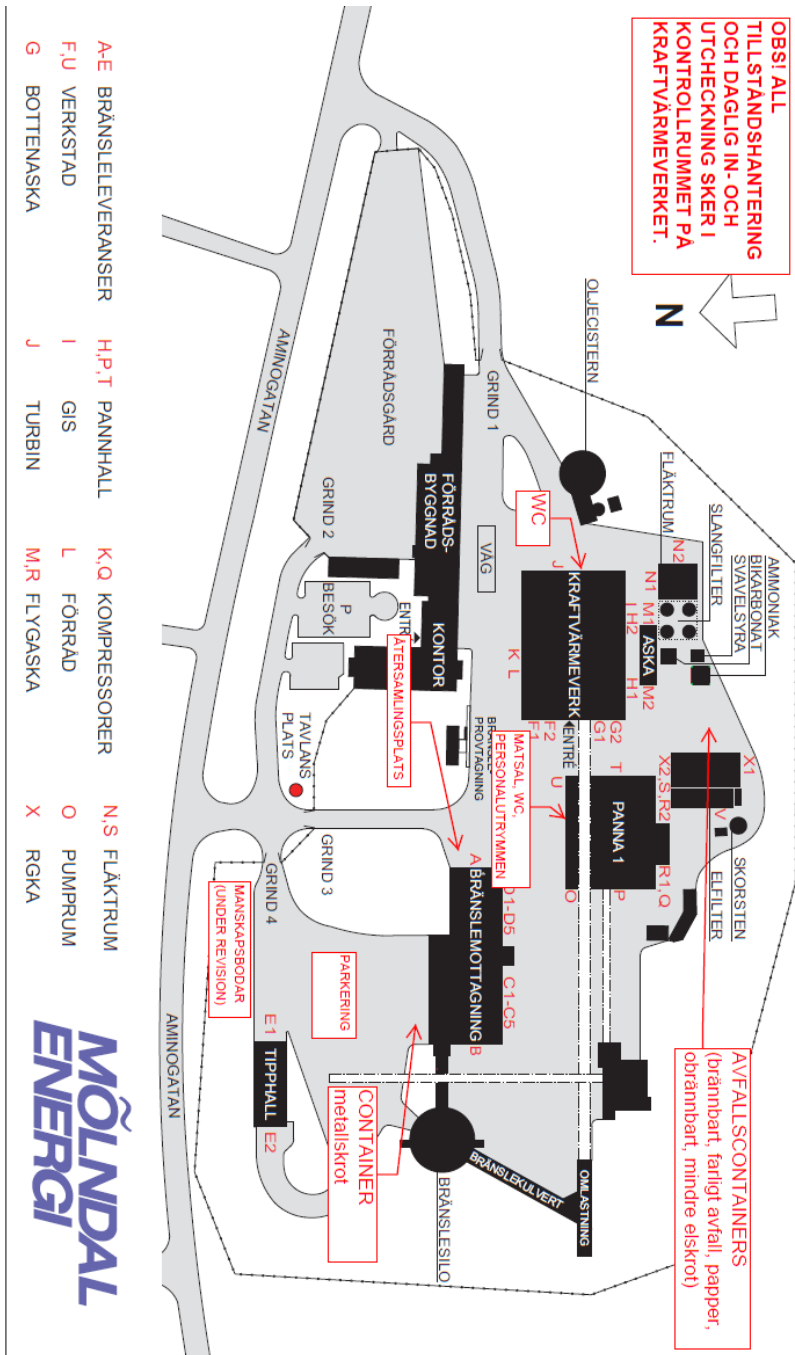 OBS! ALL
TILLSTÅNDSHANTERING
OCH DAGLIG IN- OCH
UTCHECKNING SKER I
KONTROLLRUMMET PÅ
KRAFTVÄRMEVERKET.
N
AVFALLSCONTAINERS
(brännbart, farligt avfall, papper,
obrännbart, mindre elskrot)
AMMONIAK
BIKARBONAT
SVAVELSYRA
SLANGFILTER
FLÄKTRUM
OLJECISTERN
SKORSTEN
ELFILTER
N2
N1
M1
M2
ASKA
I
H2
H1
X1
X2,S,R2
V
R1,Q
WC
J
KRAFTVÄRMEVERK
K
L
G2
G1
F2
F1
ENTRÉ
T
U
PANNA 1
P
O
MATSAL, WC,
PERSONALUTRYMMEN
OMLASTNING
BRÄNSLEKULVERT
GRIND 1
VÅG
FÖRRÅDS-
BYGGNAD
KONTOR
FÖRRÅDSGÅRD
ENTRÉ
ÅTERSAMLINGSPLATS
PROVTAGNING
A
D1-D5
C1-C5
B
BRÄNSLEMOTTAGNING
CONTAINER
metallskrot
BRÄNSLESILO
GRIND 2
P
BESÖK
TAVLANS
PLATS
GRIND 3
PARKERING
GRIND 4
MANSKAPSBODAR
(UNDER REVISION)
E1
TIPPHALL
E2
AMINOGATAN
AMINOGATAN
A-E BRÄNSLELEVERANSER
H,P,T PANNHALL
K,Q KOMPRESSORER
N,S FLÄKTRUM
F,U VERKSTAD
I GIS
L FÖRRÅD
O PUMPRUM
G BOTTENASKA
J TURBIN
M,R FLYGASKA
X RGKA
MÖLNDAL
ENERGI